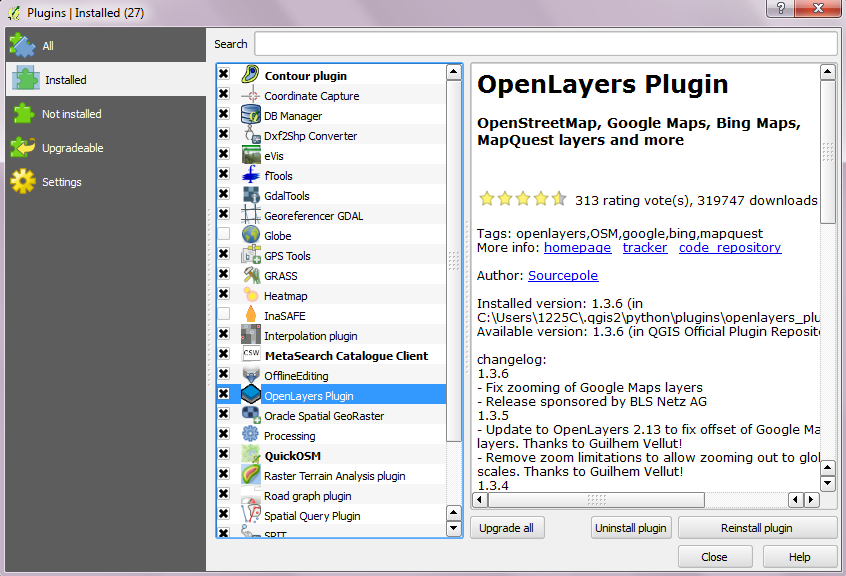 Plugins | Installed (27)
All
Installed
Not installed
Upgradeable
Settings
Search
Contour plugin
Coordinate Capture
DB Manager
Dxf2Shp Converter
eVis
fTools
GdalTools
Georeferencer GDAL
Globe
GPS Tools
GRASS
Heatmap
InaSAFE
Interpolation plugin
CSW MetaSearch Catalogue Client
OfflineEditing
OpenLayers Plugin
Oracle Spatial GeoRaster
Processing
QuickOSM
Raster Terrain Analysis plugin
Road graph plugin
Spatial Query Plugin
SPIT
OpenLayers Plugin
OpenStreetMap, Google Maps, Bing Maps,
MapQuest layers and more
313 rating vote(s), 319747 downloads
Tags: openlayers,OSM,google,bing,mapquest
More info: homepage tracker code_repository
Author: Sourcepole
Installed version: 1.3.6 (in
C:\Users\1225C\.qgis2\python\plugins\openlayers_plu
Available version: 1.3.6 (in QGIS Official Plugin Reposito
changelog:
1.3.6
- Fix zooming of Google Maps layers
- Release sponsored by BLS Netz AG
1.3.5
- Update to OpenLayers 2.13 to fix offset of Google Ma
layers. Thanks to Guilhem Vellut!
- Remove zoom limitations to allow zooming out to glob
scales. Thanks to Guilhem Vellut!
1.3.4
Upgrade all
Uninstall plugin
Reinstall plugin
Close
Help